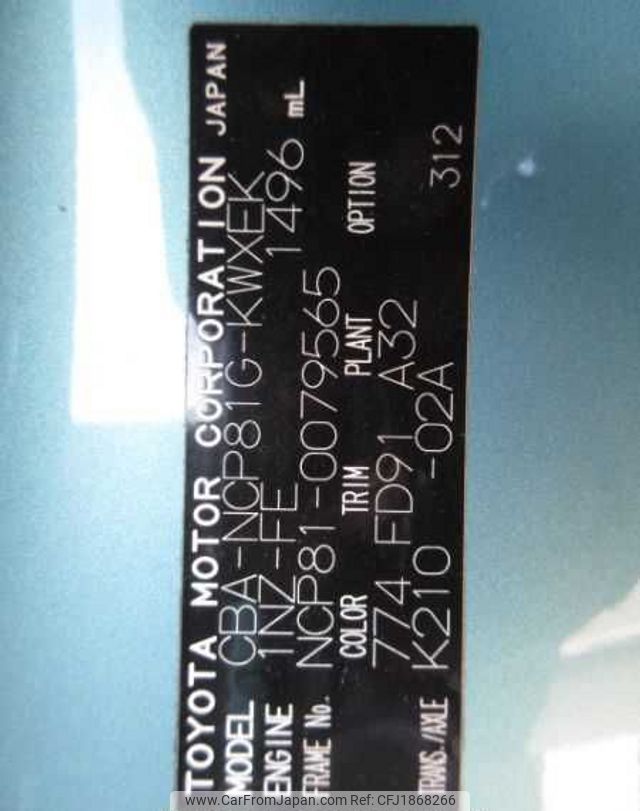 TOYOTA MOTOR CORPORATION JAPAN
MODEL CBA-NCP81G-KWXEK
ENGINE 1NZ-FE 1496 mL
FRAME No. NCP81-0079565
COLOR TRIM PLANT OPTION
774 FD91 A32
TRANS./AXLE K210 -02A 312
www.CarFromJapan.com © CarFromJapan CFJ1868266